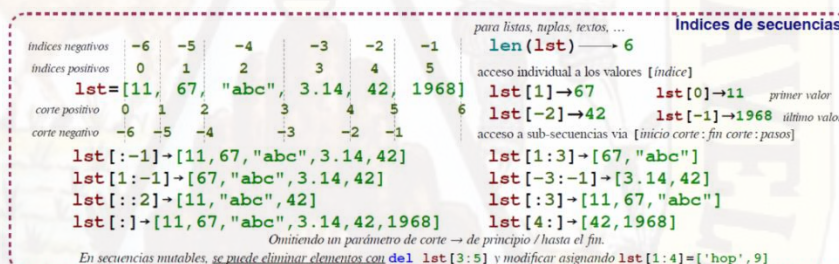 Índices de secuencias
para listas, tuplas, textos, …
índices negativos -6 -5 -4 -3 -2 -1
índices positivos 0 1 2 3 4 5
lst=[11, 67, "abc", 3.14, 42, 1968]
corte positivo 0 1 2 3 4 5 6
corte negativo -6 -5 -4 -3 -2 -1
len(lst)→6
acceso individual a los valores [índice]
lst[1]→67 lst[0]→11 primer valor
lst[-2]→42 lst[-1]→1968 último valor
acceso a sub-secuencias via [inicio corte:fin corte:pasos]
lst[:-1]→[11,67,"abc",3.14,42]
lst[1:-1]→[67,"abc",3.14,42]
lst[::2]→[11,"abc",42]
lst[:]→[11,67,"abc",3.14,42,1968]
lst[1:3]→[67,"abc"]
lst[-3:-1]→[3.14,42]
lst[:3]→[11,67,"abc"]
lst[4:]→[42,1968]
Omitiendo un parámetro de corte → de principio / hasta el fin.
En secuencias mutables, se puede eliminar elementos con del lst[3:5] y modificar asignando lst[1:4]=['hop',9]